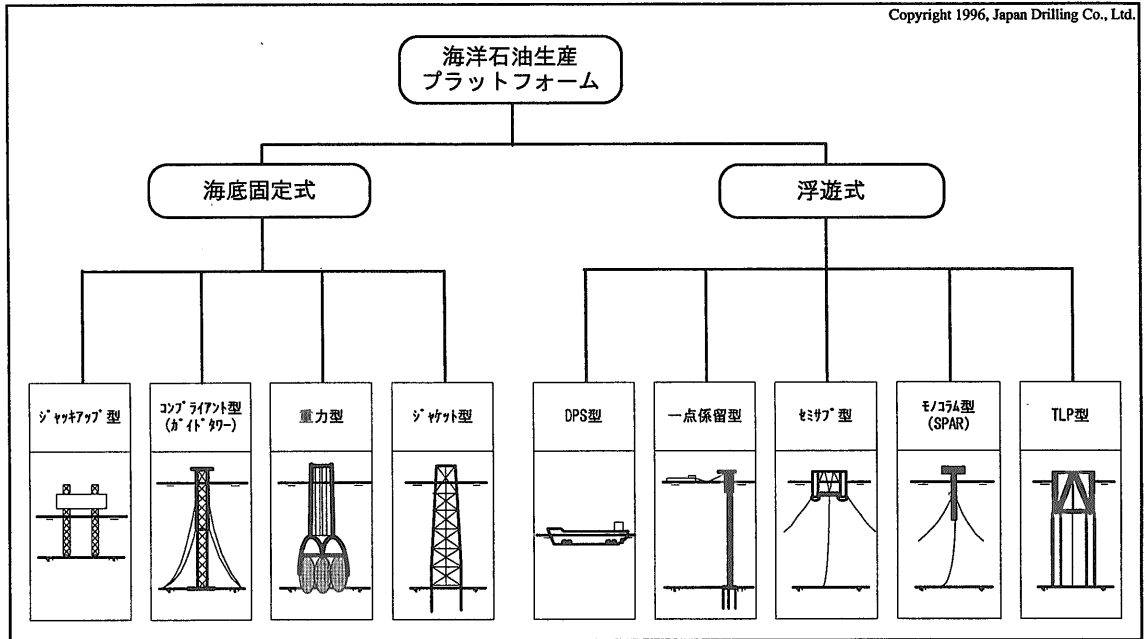 Copyright 1996, Japan Drilling Co., Ltd.
海洋石油生産
プラットフォーム
海底固定式
浮遊式
ｼﾞｬｯｷｱｯﾌﾟ型
ｺﾝﾌﾟﾗｲｱﾝﾄ型
(ｶﾞｲﾄﾞﾀﾜｰ)
重力型
ｼﾞｬｹｯﾄ型
DPS型
一点係留型
ｾﾐｻﾌﾞ型
ﾓﾉｺﾗﾑ型
(SPAR)
TLP型